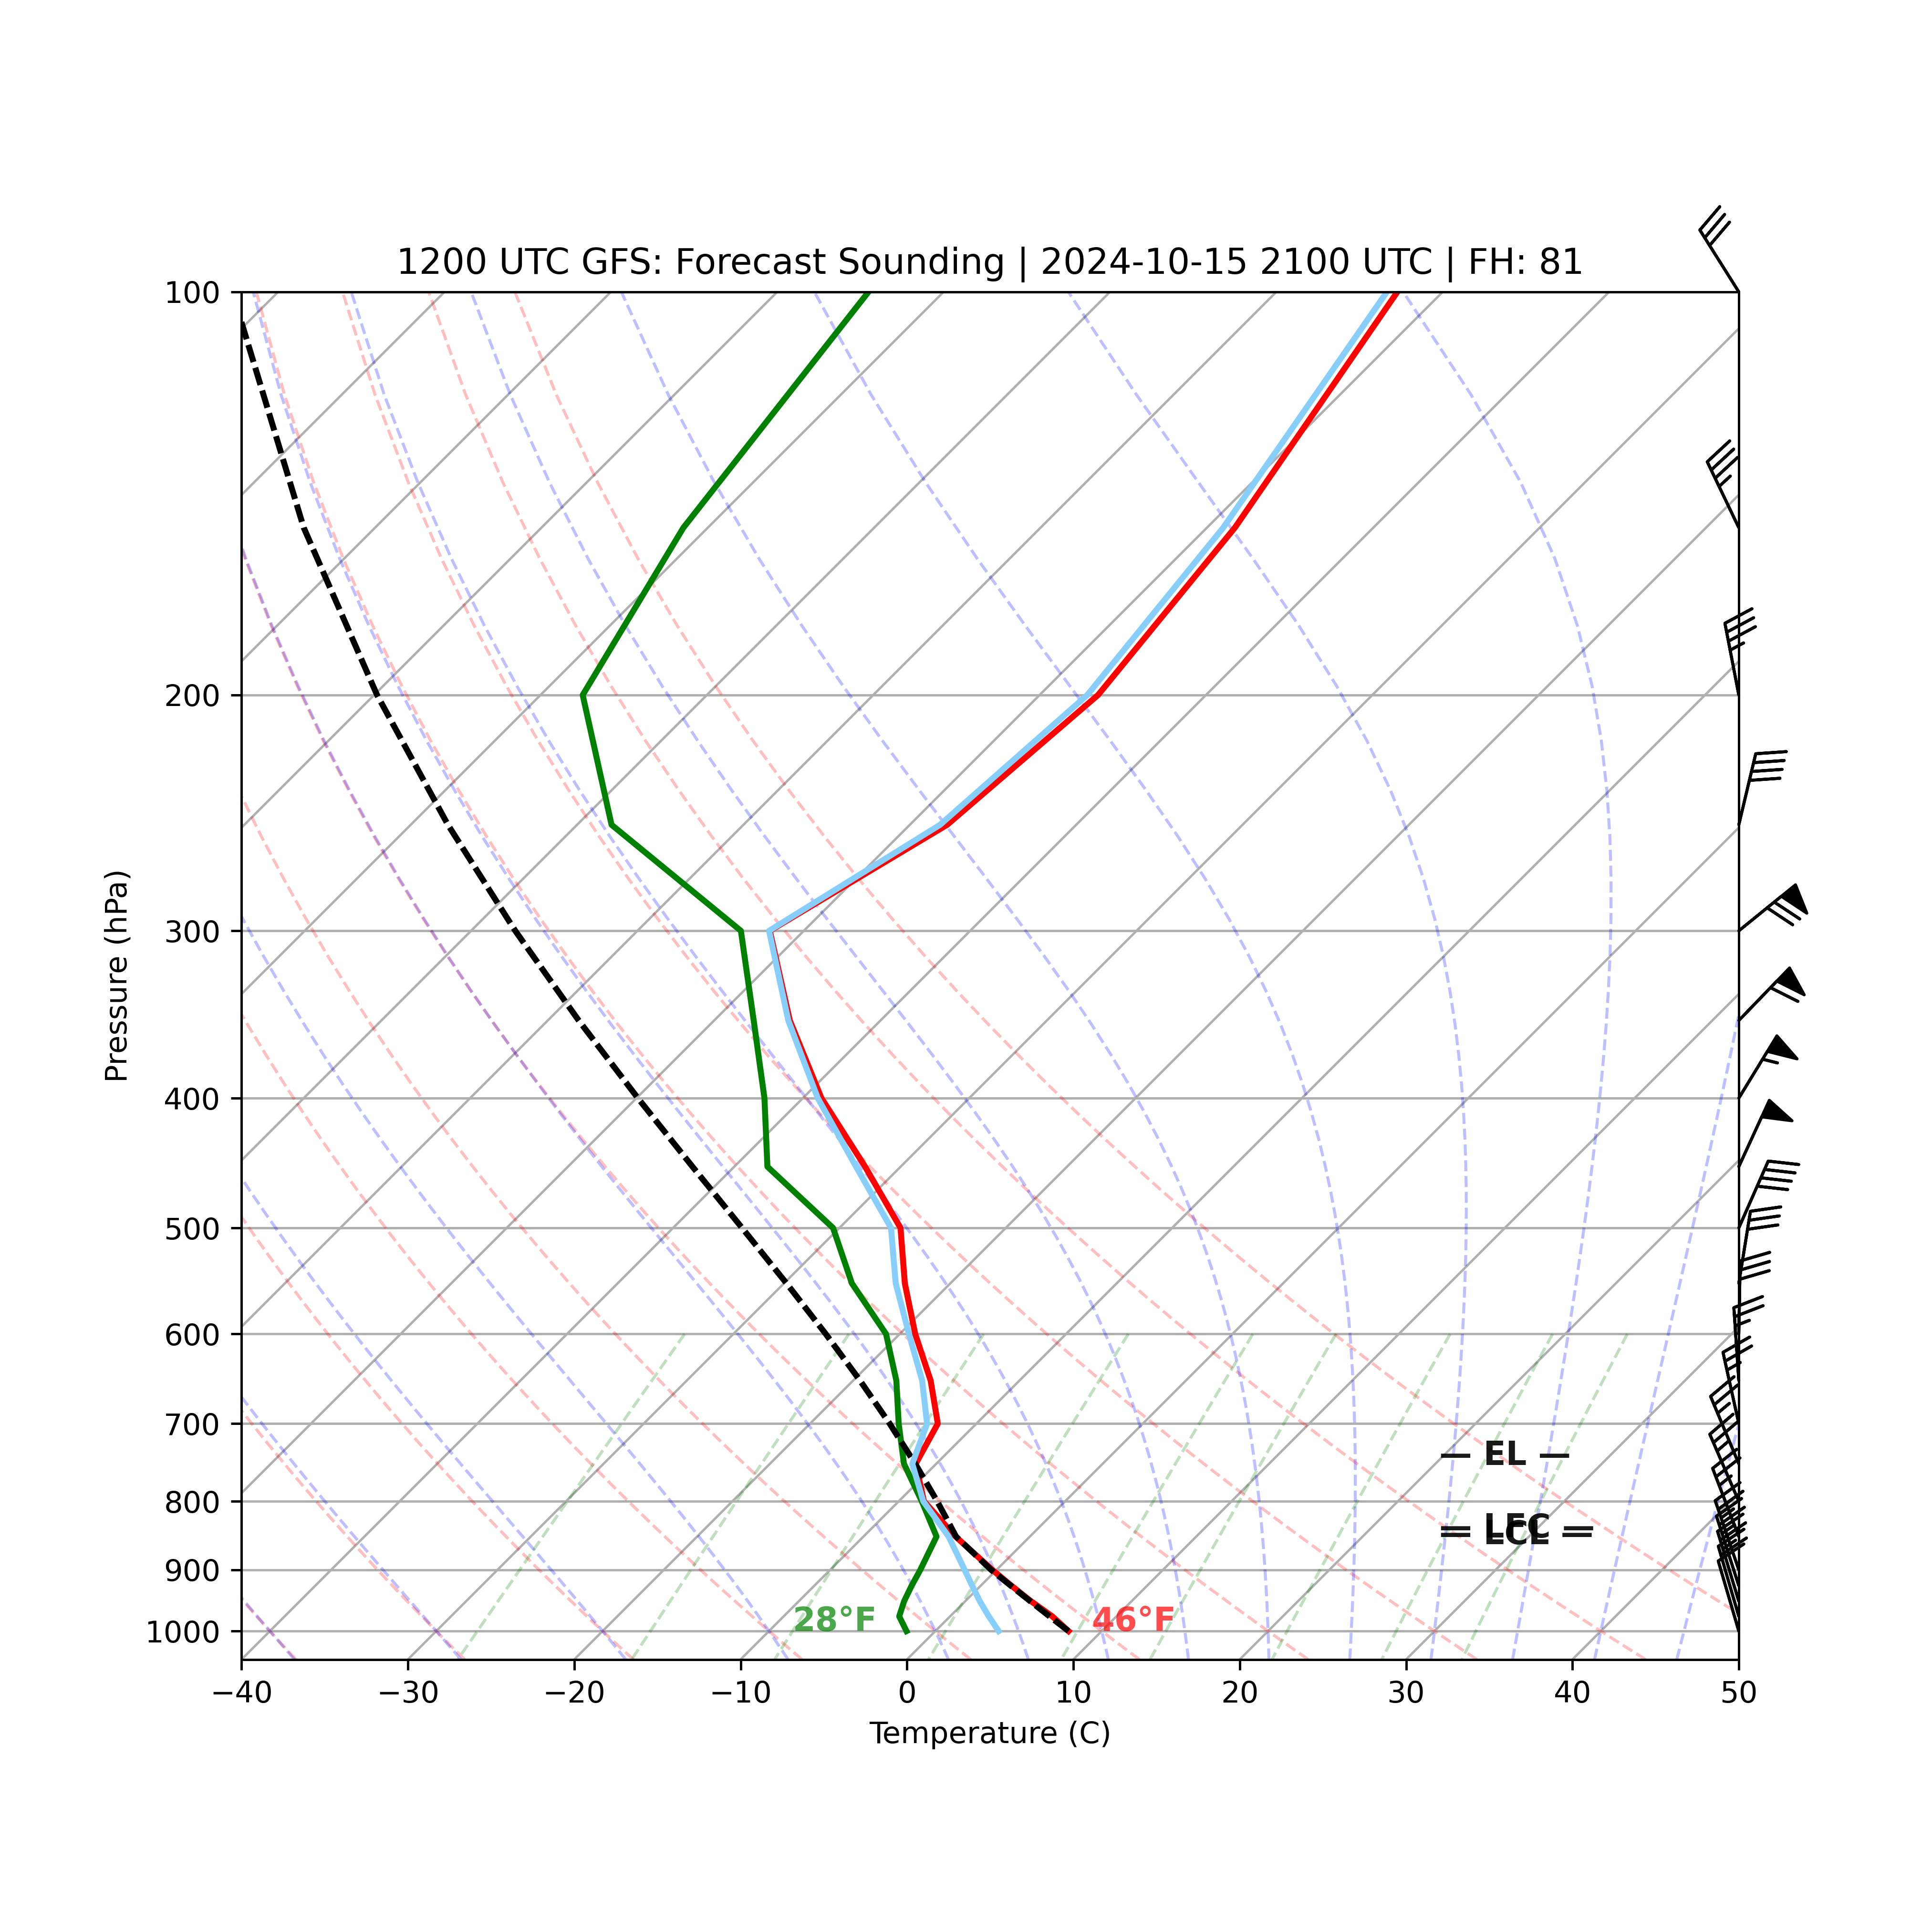 1200 UTC GFS: Forecast Sounding | 2024-10-15 2100 UTC | FH: 81
100
200
300
400
500
600
700
800
900
1000
Pressure (hPa)
— EL —
— LFC —
— LCL —
28°F
46°F
−40 −30 −20 −10 0 10 20 30 40 50
Temperature (C)